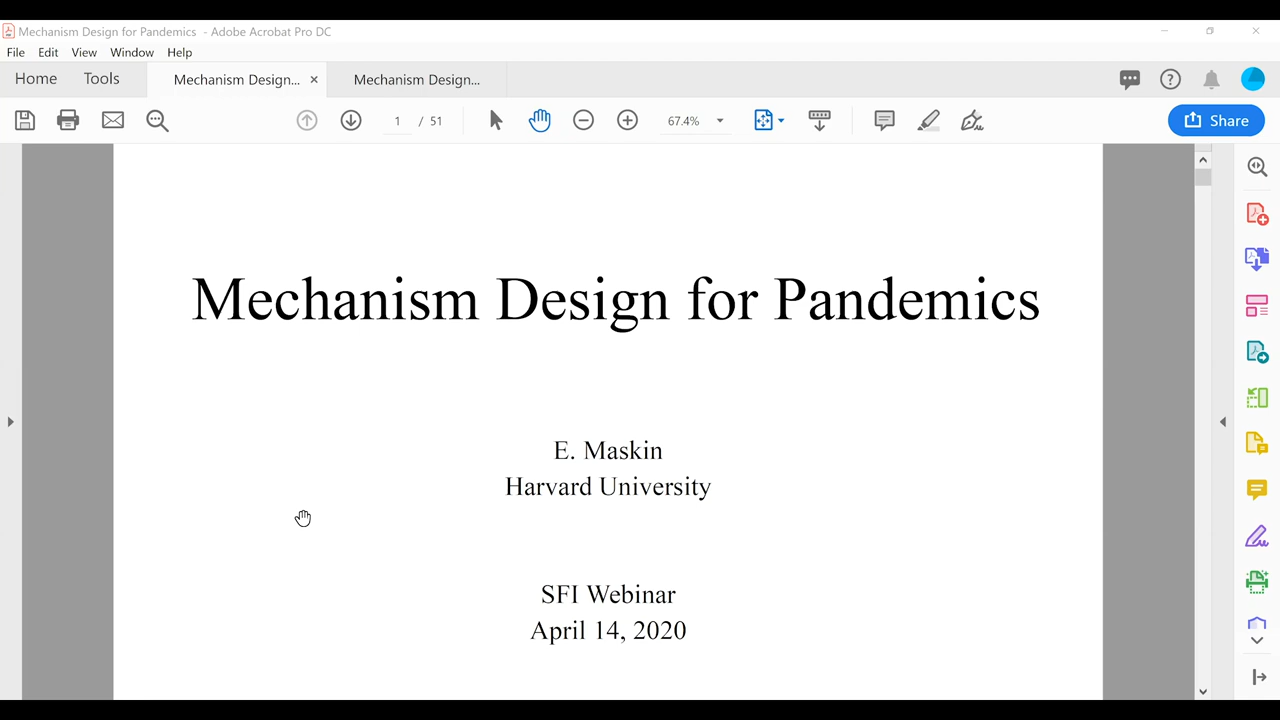 Mechanism Design for Pandemics - Adobe Acrobat Pro DC
File Edit View Window Help
Home Tools Mechanism Design... × Mechanism Design...
1 / 51 67.4% Share
Mechanism Design for Pandemics
E. Maskin
Harvard University
SFI Webinar
April 14, 2020